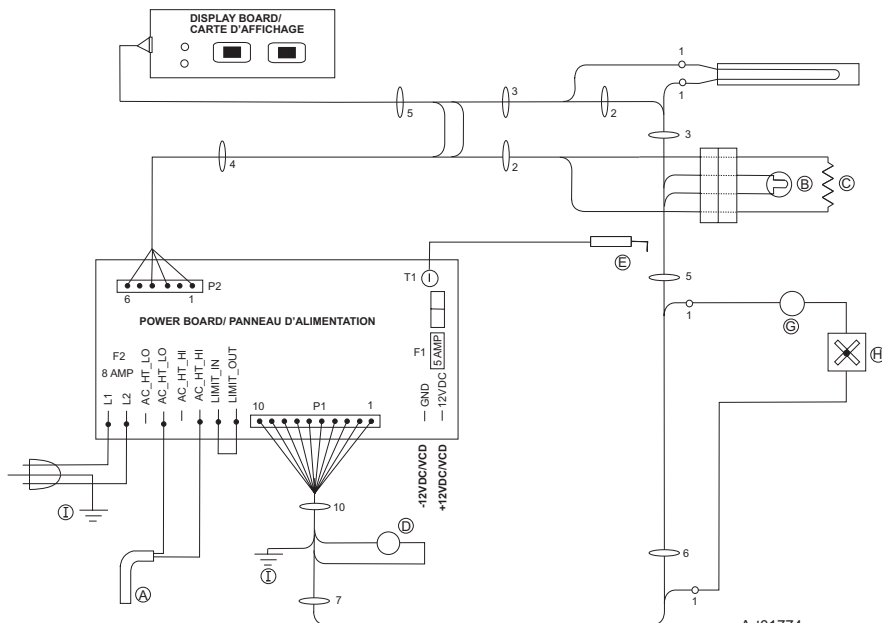 DISPLAY BOARD/
CARTE D'AFFICHAGE
1
1
5
3
2
3
4
2
B
C
E
T1
5
P2
6
1
POWER BOARD/ PANNEAU D'ALIMENTATION
1
G
H
F1
5 AMP
F2
8 AMP
L1
L2
AC_HT_LO
AC_HT_LO
AC_HT_HI
AC_HT_HI
LIMIT_IN
LIMIT_OUT
10
P1
1
GND
12VDC
-12VDC/VCD
+12VDC/VCD
I
10
D
I
6
A
7
1